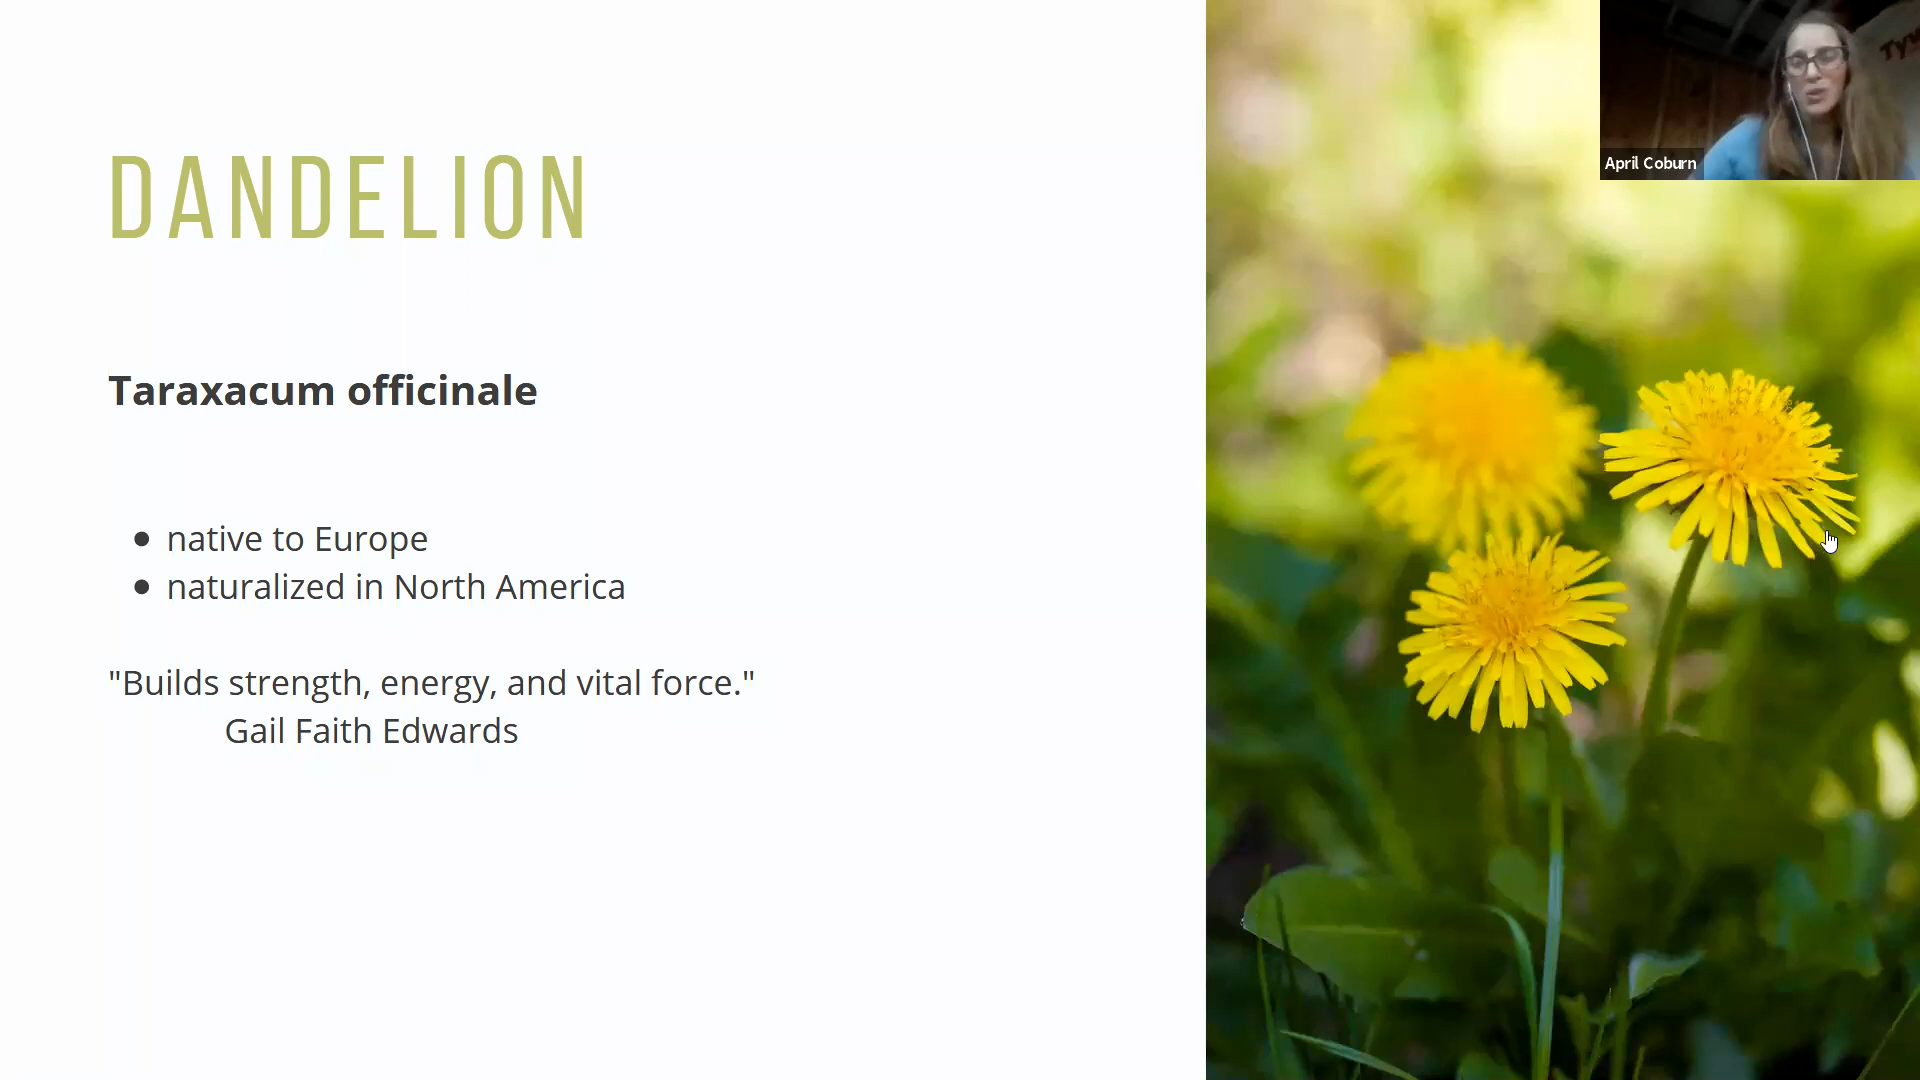 DANDELION
Taraxacum officinale
• native to Europe
• naturalized in North America
"Builds strength, energy, and vital force."
Gail Faith Edwards
April Coburn